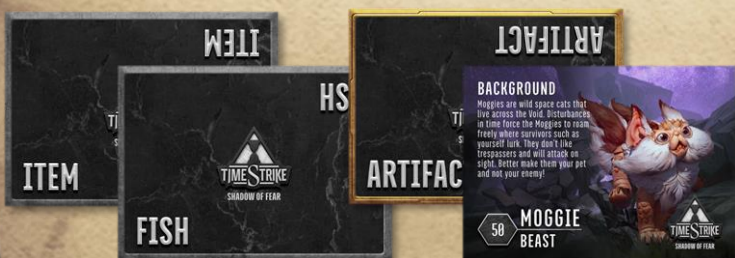 ITEM
ITEM
TIMESTRIKE
SHADOW OF FEAR
FISH
ARTIFACT
ARTIFAC
BACKGROUND
Moggies are wild space cats that
live across the Void. Disturbances
in time force the Moggies to roam
freely where survivors such as
yourself lurk. They don't like
trespassers and will attack on
sight. Better make them your pet
and not your enemy!
50
MOGGIE
BEAST
TIMESTRIKE
SHADOW OF FEAR